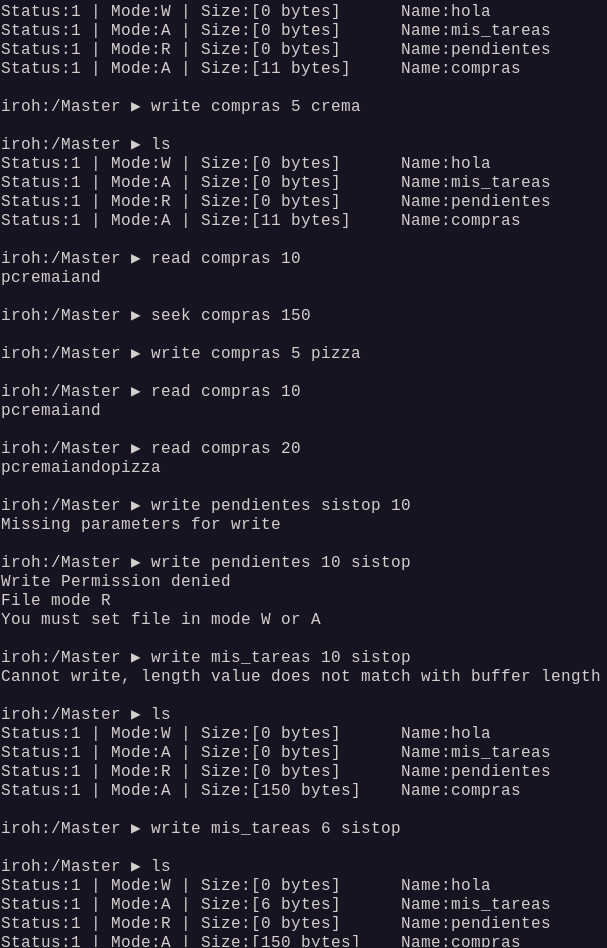 Status:1 | Mode:W | Size:[0 bytes]      Name:hola
Status:1 | Mode:A | Size:[0 bytes]      Name:mis_tareas
Status:1 | Mode:R | Size:[0 bytes]      Name:pendientes
Status:1 | Mode:A | Size:[11 bytes]     Name:compras
iroh:/Master ▶ write compras 5 crema
iroh:/Master ▶ ls
Status:1 | Mode:W | Size:[0 bytes]      Name:hola
Status:1 | Mode:A | Size:[0 bytes]      Name:mis_tareas
Status:1 | Mode:R | Size:[0 bytes]      Name:pendientes
Status:1 | Mode:A | Size:[11 bytes]     Name:compras
iroh:/Master ▶ read compras 10
pcremaiand
iroh:/Master ▶ seek compras 150
iroh:/Master ▶ write compras 5 pizza
iroh:/Master ▶ read compras 10
pcremaiand
iroh:/Master ▶ read compras 20
pcremaiandopizza
iroh:/Master ▶ write pendientes sistop 10
Missing parameters for write
iroh:/Master ▶ write pendientes 10 sistop
Write Permission denied
File mode R
You must set file in mode W or A
iroh:/Master ▶ write mis_tareas 10 sistop
Cannot write, length value does not match with buffer length
iroh:/Master ▶ ls
Status:1 | Mode:W | Size:[0 bytes]      Name:hola
Status:1 | Mode:A | Size:[0 bytes]      Name:mis_tareas
Status:1 | Mode:R | Size:[0 bytes]      Name:pendientes
Status:1 | Mode:A | Size:[150 bytes]    Name:compras
iroh:/Master ▶ write mis_tareas 6 sistop
iroh:/Master ▶ ls
Status:1 | Mode:W | Size:[0 bytes]      Name:hola
Status:1 | Mode:A | Size:[6 bytes]      Name:mis_tareas
Status:1 | Mode:R | Size:[0 bytes]      Name:pendientes
Status:1 | Mode:A | Size:[150 bytes]    Name:compras